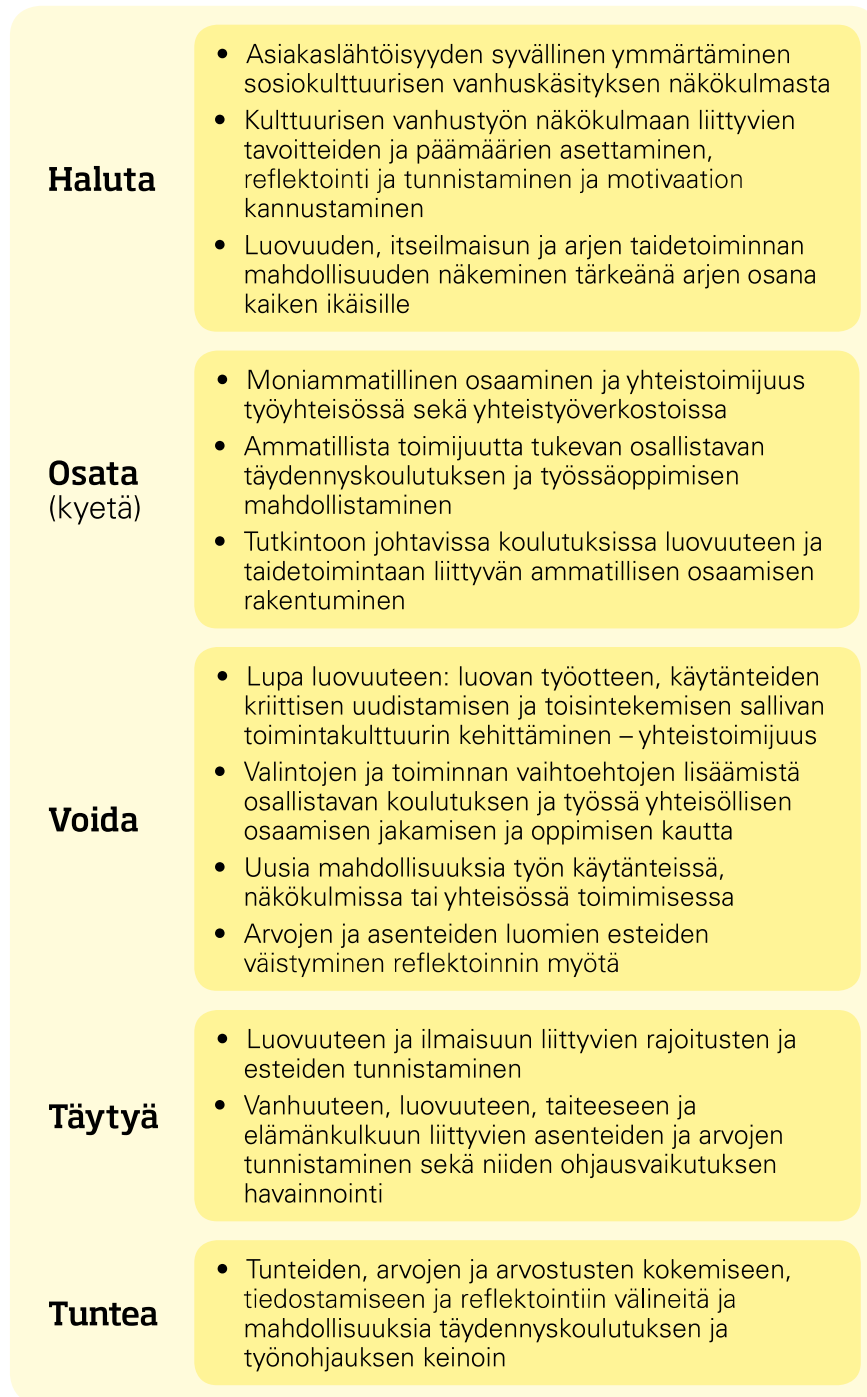 Haluta
• Asiakaslähtöisyyden syvällinen ymmärtäminen
sosiokulttuurisen vanhuskäsityksen näkökulmasta
• Kulttuurisen vanhustyön näkökulmaan liittyvien
tavoitteiden ja päämäärien asettaminen,
reflektointi ja tunnistaminen ja motivaation
kannustaminen
• Luovuuden, itseilmaisun ja arjen taidetoiminnan
mahdollisuuden näkeminen tärkeänä arjen osana
kaiken ikäisille
Osata
(kyetä)
• Moniammatillinen osaaminen ja yhteistoimijuus
työyhteisössä sekä yhteistyöverkostoissa
• Ammatillista toimijuutta tukevan osallistavan
täydennyskoulutuksen ja työssäoppimisen
mahdollistaminen
• Tutkintoon johtavissa koulutuksissa luovuuteen ja
taidetoimintaan liittyvän ammatillisen osaamisen
rakentuminen
Voida
• Lupa luovuuteen: luovan työotteen, käytänteiden
kriittisen uudistamisen ja toisintekemisen sallivan
toimintakulttuurin kehittäminen – yhteistoimijuus
• Valintojen ja toiminnan vaihtoehtojen lisäämistä
osallistavan koulutuksen ja työssä yhteisöllisen
osaamisen jakamisen ja oppimisen kautta
• Uusia mahdollisuuksia työn käytänteissä,
näkökulmissa tai yhteisössä toimimisessa
• Arvojen ja asenteiden luomien esteiden
väistyminen reflektoinnin myötä
Täytyä
• Luovuuteen ja ilmaisuun liittyvien rajoitusten ja
esteiden tunnistaminen
• Vanhuuteen, luovuuteen, taiteeseen ja
elämänkulkuun liittyvien asenteiden ja arvojen
tunnistaminen sekä niiden ohjausvaikutuksen
havainnointi
Tuntea
• Tunteiden, arvojen ja arvostusten kokemiseen,
tiedostamiseen ja reflektointiin välineitä ja
mahdollisuuksia täydennyskoulutuksen ja
työnohjauksen keinoin